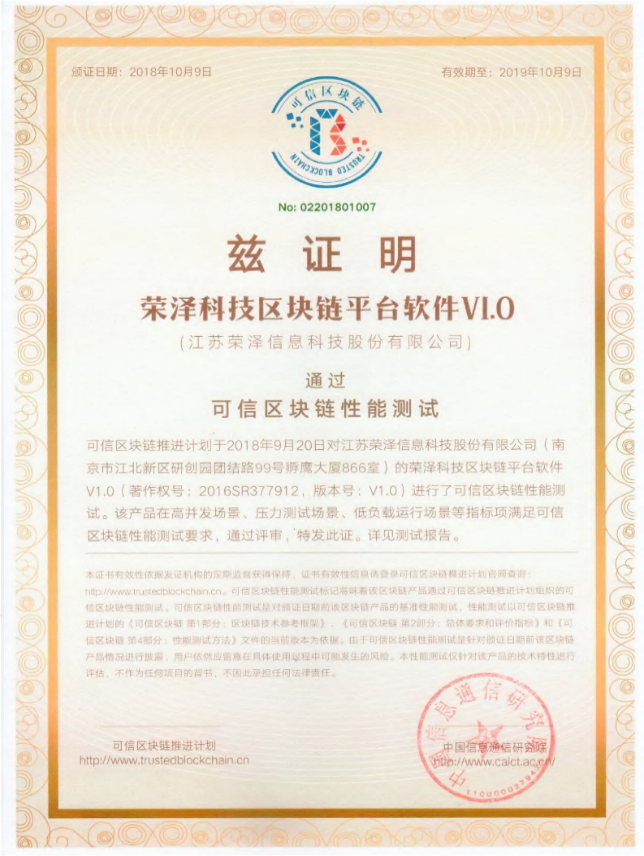 颁证日期：2018年10月9日
有效期至：2019年10月9日
可信区块链
TRUSTED BLOCKCHAIN
No: 02201801007
兹证明
荣泽科技区块链平台软件V1.0
(江苏荣泽信息科技股份有限公司)
通过
可信区块链性能测试
可信区块链推进计划于2018年9月20日对江苏荣泽信息科技股份有限公司（南
京市江北新区研创园团结路99号孵鹰大厦866室）的荣泽科技区块链平台软件
V1.0（著作权号：2016SR377912，版本号：V1.0）进行了可信区块链性能测
试。该产品在高并发场景、压力测试场景、低负载运行场景等指标项满足可信
区块链性能测试要求，通过评审，特发此证。详见测试报告。
本证书有效性依据发证机构的定期监督获得保持，证书有效性信息请登录可信区块链推进计划官网查询：
http://www.trustedblockchain.cn。可信区块链性能测试标记意味着该区块链产品通过可信区块链推进计划组织的可
信区块链性能测试。可信区块链性能测试是对颁证日期前该区块链产品的基准性能测试，性能测试以可信区块链推
进计划的《可信区块链 第1部分：区块链技术参考框架》、《可信区块链 第2部分：总体要求和评价指标》和《可
信区块链 第4部分：性能测试方法》文件的当前版本为依据。由于可信区块链性能测试是针对颁证日期前该区块链
产品情况进行披露，用户依然应留意在具体使用过程中可能发生的风险。本性能测试仅针对该产品的技术特性进行
评估，不作为任何项目的背书，不因此承担任何法律责任。
可信区块链推进计划
http://www.trustedblockchain.cn
中国信息通信研究院
http://www.caict.ac.cn/
中国信息通信研究院